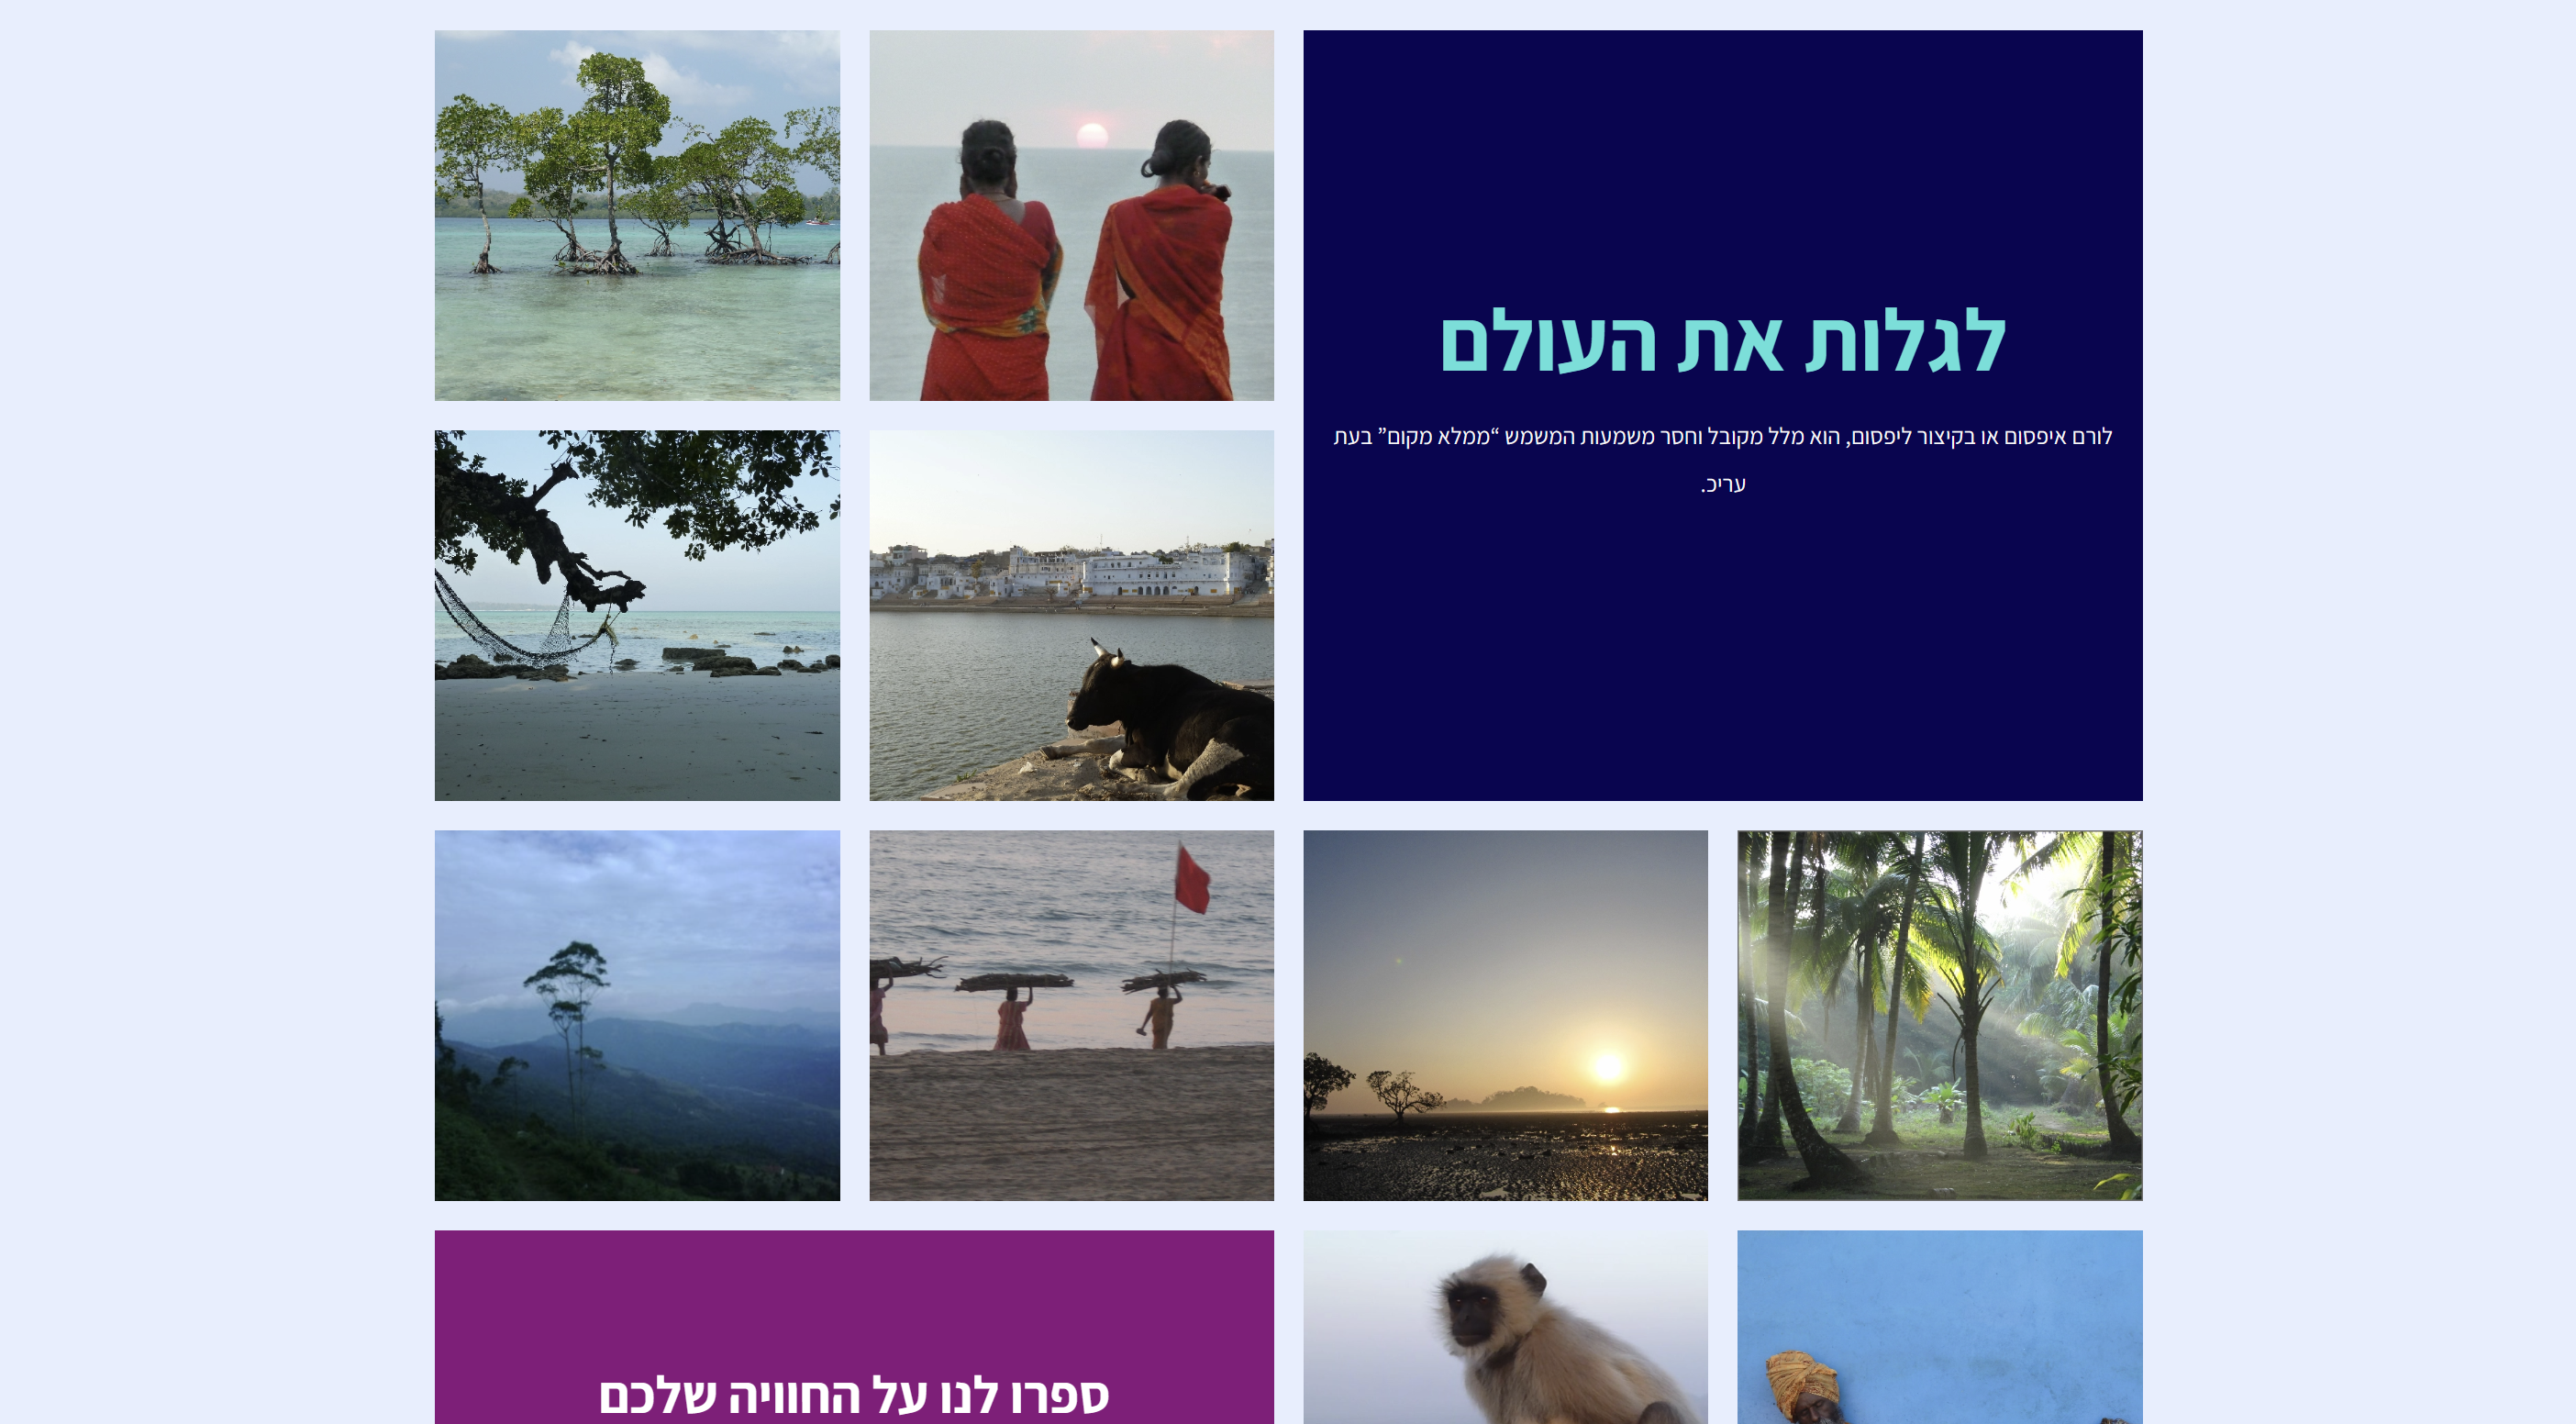 לגלות את העולם
לורם איפסום או בקיצור ליפסום, הוא מלל מקובל וחסר משמעות המשמש “ממלא מקום” בעת
עריכ.
ספרו לנו על החוויה שלכם